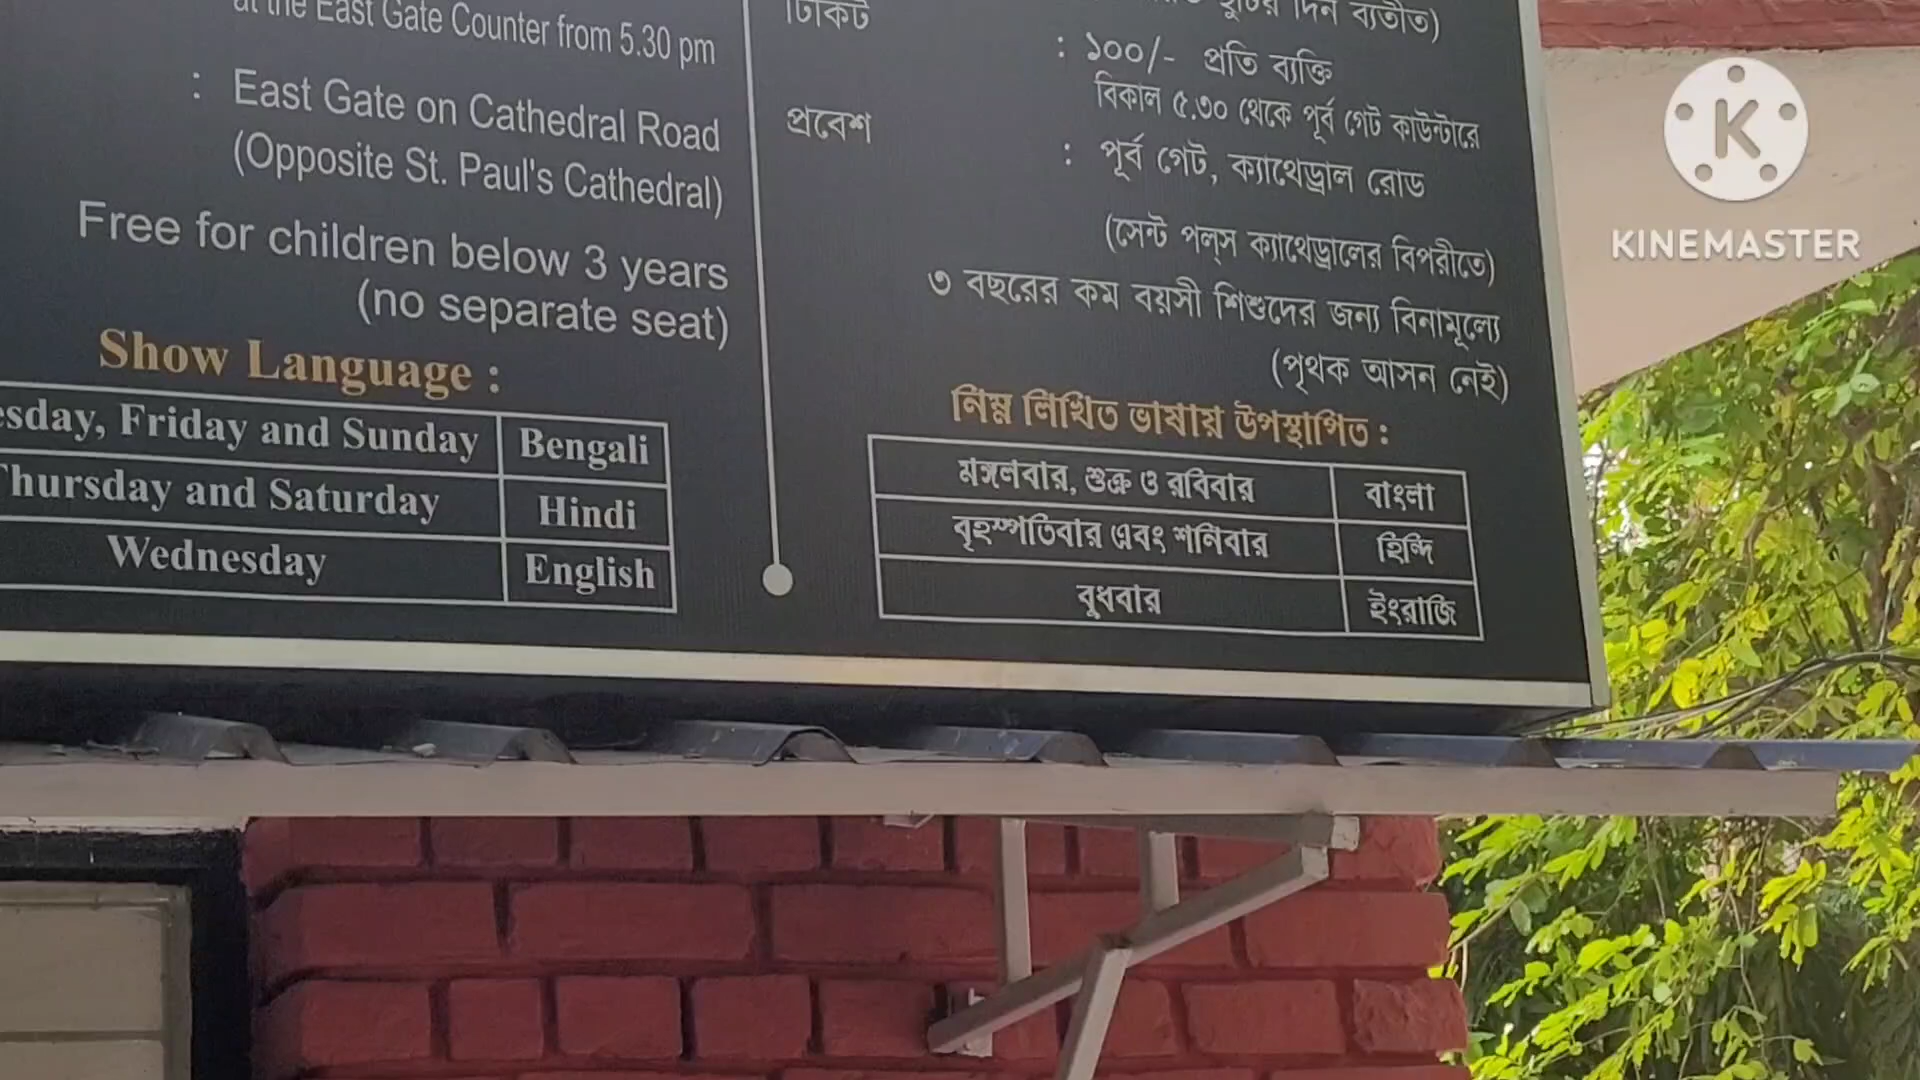 at the East Gate Counter from 5.30 pm
: East Gate on Cathedral Road
(Opposite St. Paul's Cathedral)
Free for children below 3 years
(no separate seat)
Show Language :
Friday and Sunday Bengali
Thursday and Saturday Hindi
Wednesday English
ছুটির দিন ব্যতীত)
টিকিট : ১০০/- প্রতি ব্যক্তি
বিকাল ৫.৩০ থেকে পূর্ব গেট কাউন্টারে
প্রবেশ : পূর্ব গেট, ক্যাথেড্রাল রোড
(সেন্ট পল্‌স ক্যাথেড্রালের বিপরীতে)
৩ বছরের কম বয়সী শিশুদের জন্য বিনামূল্যে
(পৃথক আসন নেই)
নিম্ন লিখিত ভাষায় উপস্থাপিত :
মঙ্গলবার, শুক্র ও রবিবার বাংলা
বৃহস্পতিবার এবং শনিবার হিন্দি
বুধবার ইংরাজি
K
KINEMASTER